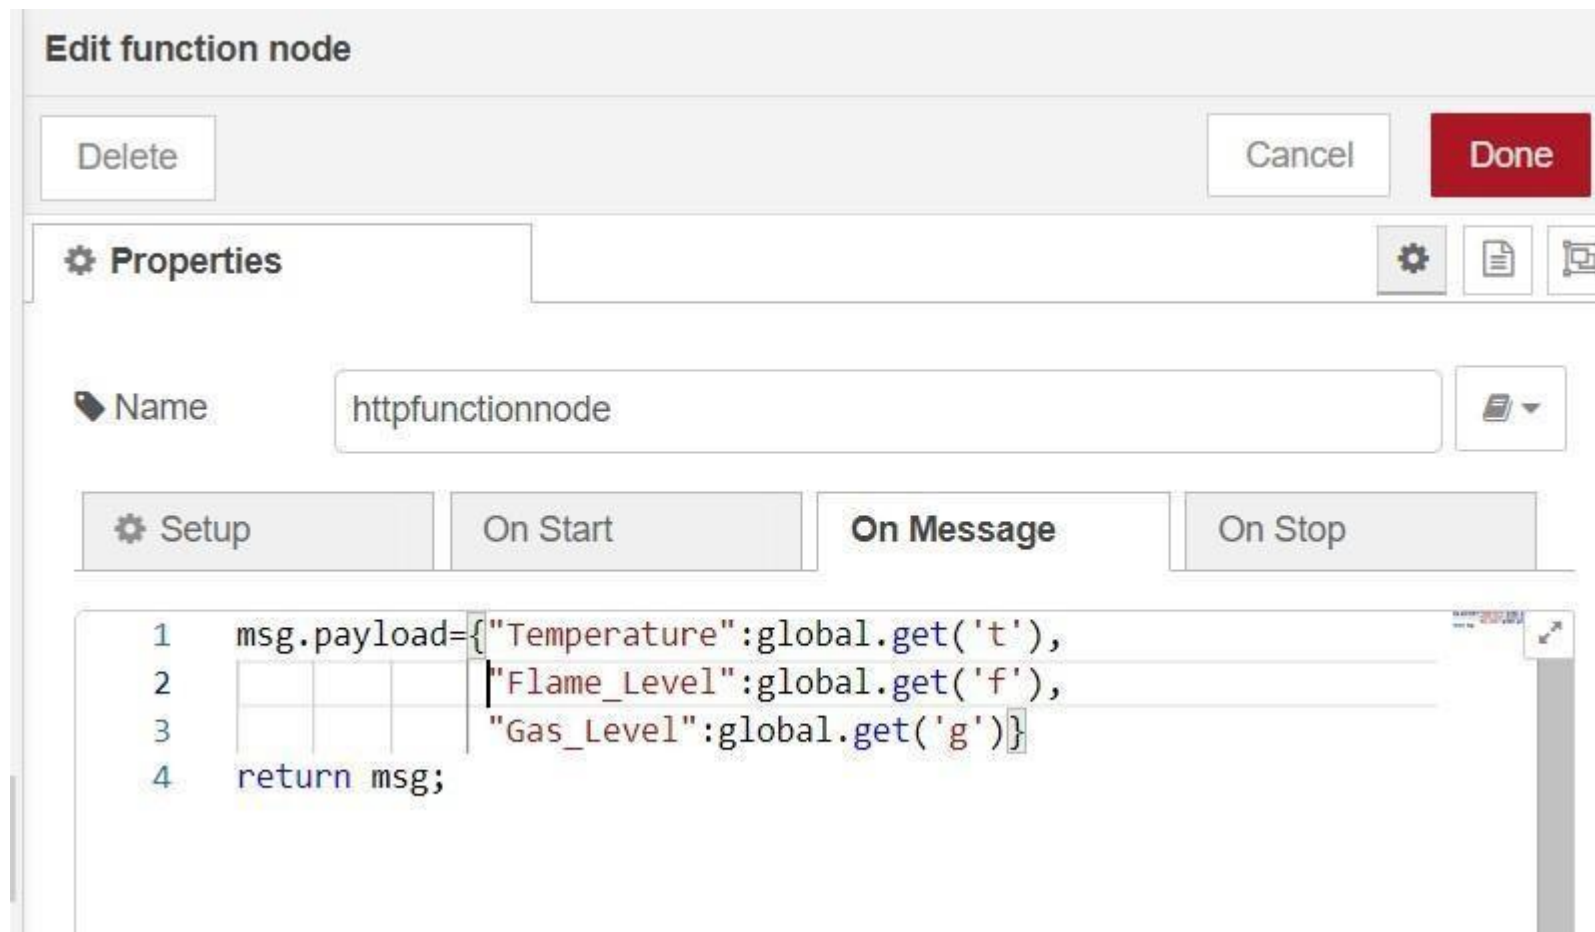 Edit function node
Delete
Cancel
Done
Properties
Name
httpfunctionnode
Setup
On Start
On Message
On Stop
1 msg.payload={"Temperature":global.get('t'),
2 "Flame_Level":global.get('f'),
3 "Gas_Level":global.get('g')}
4 return msg;